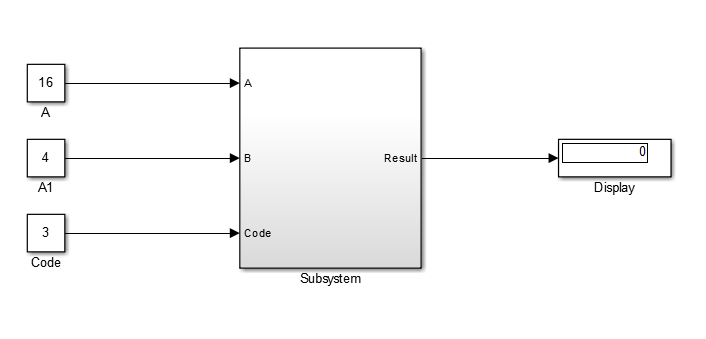 16
A
A
4
A1
B
Result
0
Display
3
Code
Code
Subsystem